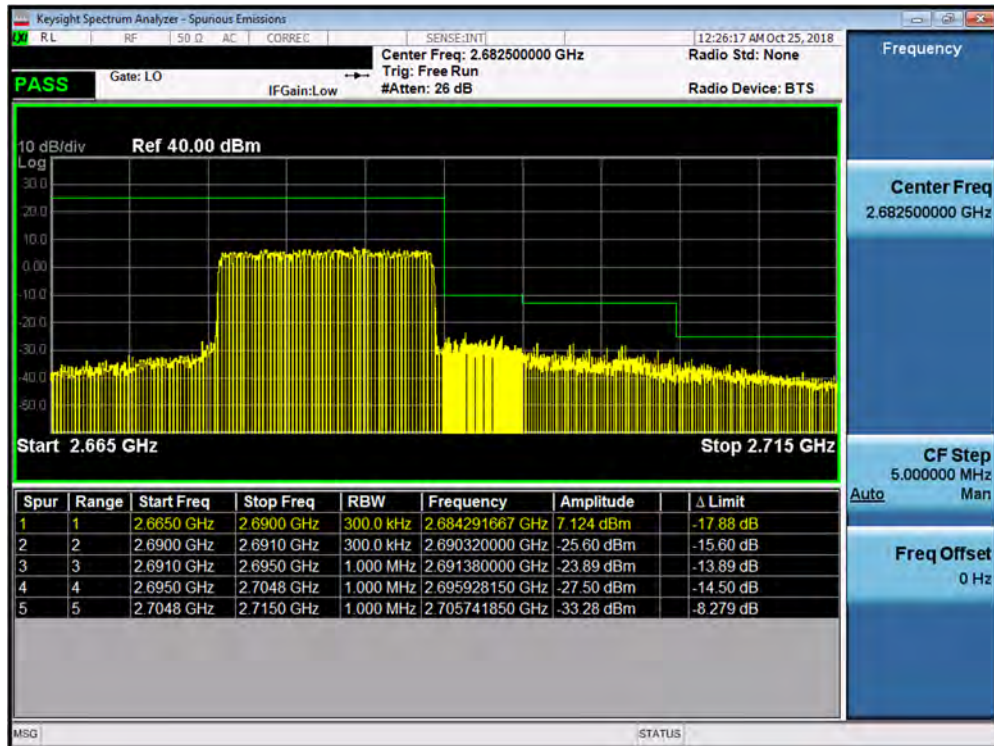 Keysight Spectrum Analyzer - Spurious Emissions
LXI RL RF 50 Ω AC CORREC SENSE:INT 12:26:17 AM Oct 25, 2018
Center Freq: 2.682500000 GHz Radio Std: None
PASS Gate: LO Trig: Free Run
IFGain:Low #Atten: 26 dB Radio Device: BTS
10 dB/div Ref 40.00 dBm
Log
30.0
20.0
10.0
0.00
-10.0
-20.0
-30.0
-40.0
-50.0
Start 2.665 GHz Stop 2.715 GHz
Spur Range Start Freq Stop Freq RBW Frequency Amplitude Δ Limit
1 1 2.6650 GHz 2.6900 GHz 300.0 kHz 2.684291667 GHz 7.124 dBm -17.88 dB
2 2 2.6900 GHz 2.6910 GHz 300.0 kHz 2.690320000 GHz -25.60 dBm -15.60 dB
3 3 2.6910 GHz 2.6950 GHz 1.000 MHz 2.691380000 GHz -23.89 dBm -13.89 dB
4 4 2.6950 GHz 2.7048 GHz 1.000 MHz 2.695928150 GHz -27.50 dBm -14.50 dB
5 5 2.7048 GHz 2.7150 GHz 1.000 MHz 2.705741850 GHz -33.28 dBm -8.279 dB
MSG STATUS
Frequency
Center Freq
2.682500000 GHz
CF Step
5.000000 MHz
Auto Man
Freq Offset
0 Hz